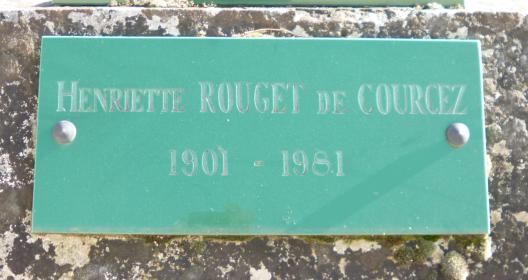 Henriette ROUGET de COURCEZ
1901 - 1981